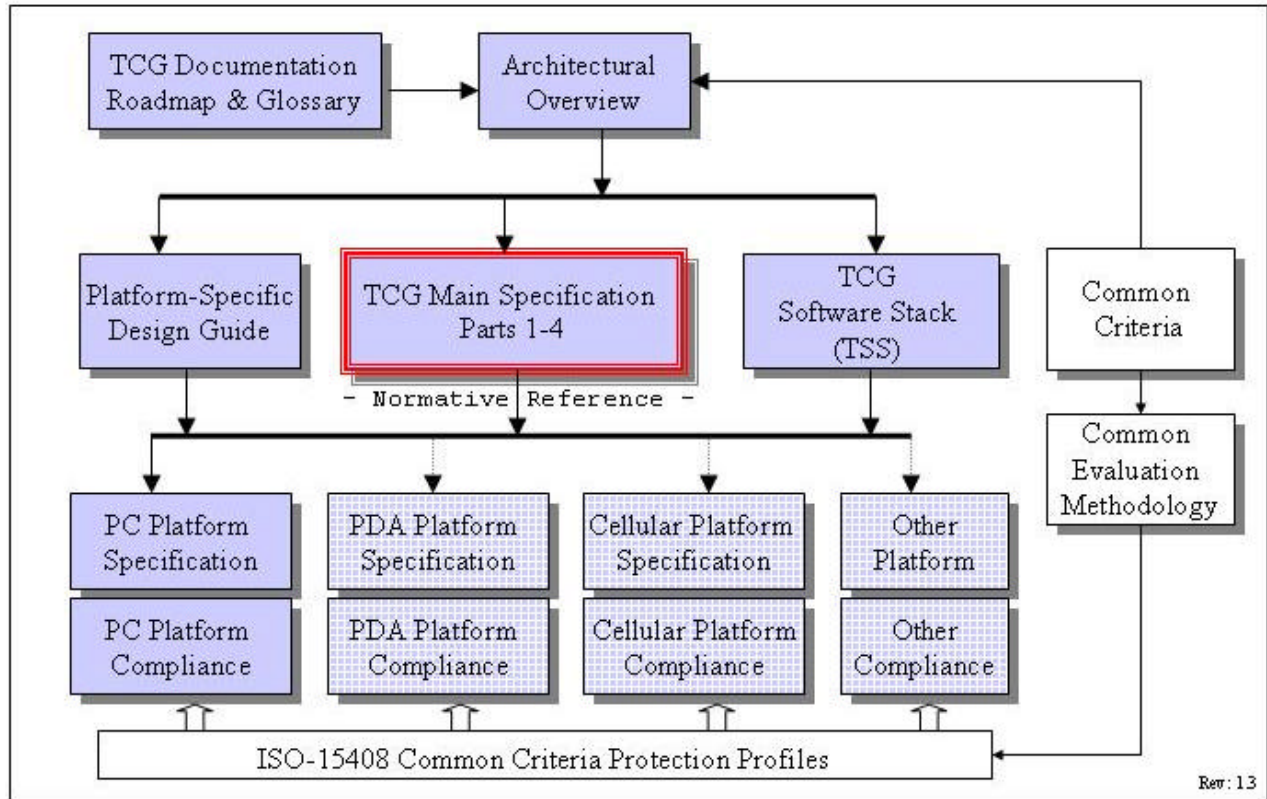 TCG Documentation
Roadmap & Glossary
Architectural
Overview
Platform-Specific
Design Guide
TCG Main Specification
Parts 1-4
TCG
Software Stack
(TSS)
Common
Criteria
- Normative Reference -
Common
Evaluation
Methodology
PC Platform
Specification
PDA Platform
Specification
Cellular Platform
Specification
Other
Platform
PC Platform
Compliance
PDA Platform
Compliance
Cellular Platform
Compliance
Other
Compliance
ISO-15408 Common Criteria Protection Profiles
Rev: 1.3